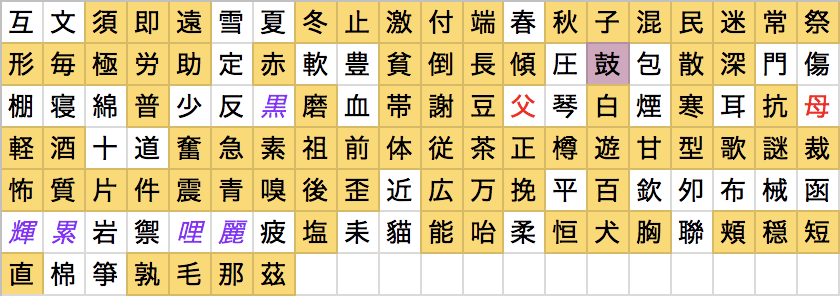 互文須即遠雪夏冬止激付端春秋子混民迷常祭
形毎極労助定赤軟豊貧倒長傾圧鼓包散深門傷
棚寝綿普少反黒磨血帯謝豆父琴白煙寒耳抗母
軽酒十道奮急素祖前体従茶正樽遊甘型歌謎裁
怖質片件震青嗅後歪近広万挽平百欽夘布械函
輝累岩禦哩麗疲塩耒貓能咍柔恒犬胸聯頬穏短
直棉箏孰毛那茲